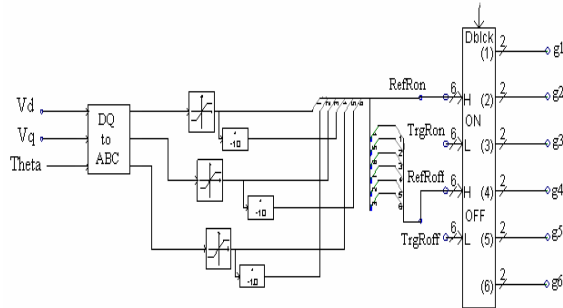 Dblck
2
(1)
g1
RefRon
6
H
(2)
2
g2
ON
Vd
Vq
Theta
DQ
to
ABC
-1.0
TrgRon
6
L
(3)
2
g3
RefRoff
6
H
(4)
2
g4
OFF
-1.0
TrgRoff
6
L
(5)
2
g5
-1.0
(6)
2
g6